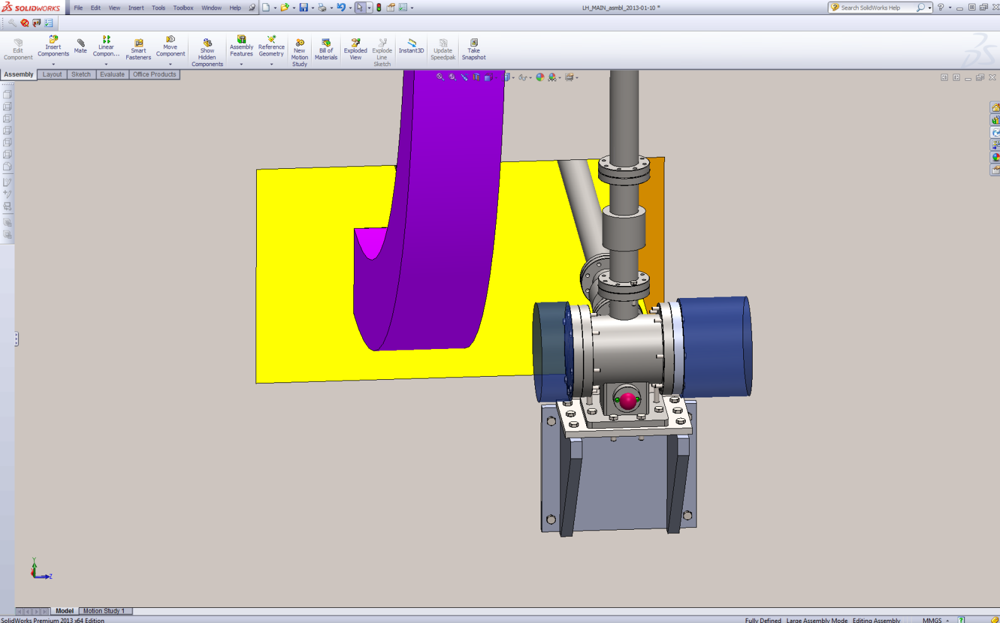 SOLIDWORKS File Edit View Insert Tools Toolbox Window Help LH_MAIN_asmbl_2013-01-10 * Search SolidWorks Help
Edit Component
Insert Components
Mate
Linear Compon...
Smart Fasteners
Move Component
Show Hidden Components
Assembly Features
Reference Geometry
New Motion Study
Bill of Materials
Exploded View
Explode Line Sketch
Instant3D
Update Speedpak
Take Snapshot
Assembly Layout Sketch Evaluate Office Products
Y
Z
Model Motion Study 1
SolidWorks Premium 2013 x64 Edition Fully Defined Large Assembly Mode Editing Assembly MMGS